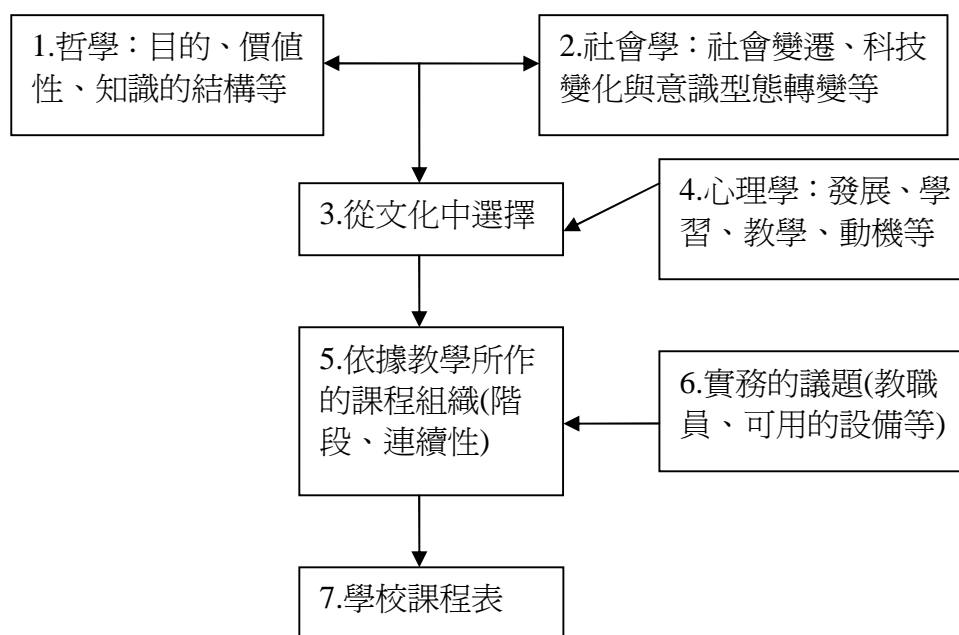 1.哲學：目的、價值
性、知識的結構等
2.社會學：社會變遷、科技
變化與意識型態轉變等
3.從文化中選擇
4.心理學：發展、學
習、教學、動機等
5.依據教學所作
的課程組織(階
段、連續性)
6.實務的議題(教職
員、可用的設備等)
7.學校課程表